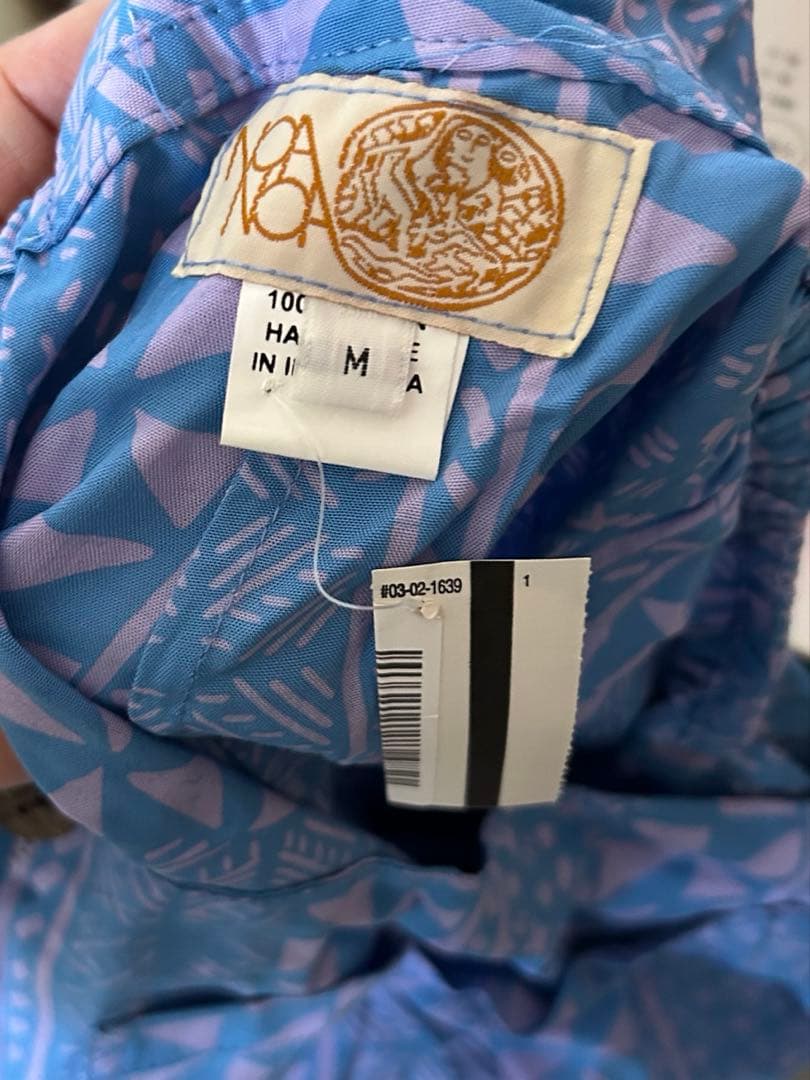 NOA
NOA
100
HA E
IN I A
M
#03-02-1639
1